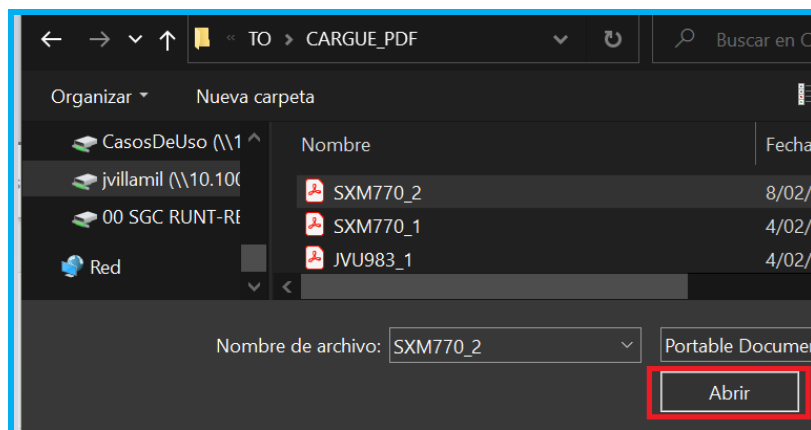 TO > CARGUE_PDF Buscar en C
Organizar Nueva carpeta
CasosDeUso (\\1 Nombre Fecha
jvillamil (\\10.100 SXM770_2 8/02/
00 SGC RUNT-RE SXM770_1 4/02/
Red JVU983_1 4/02/
Nombre de archivo: SXM770_2 Portable Documen
Abrir